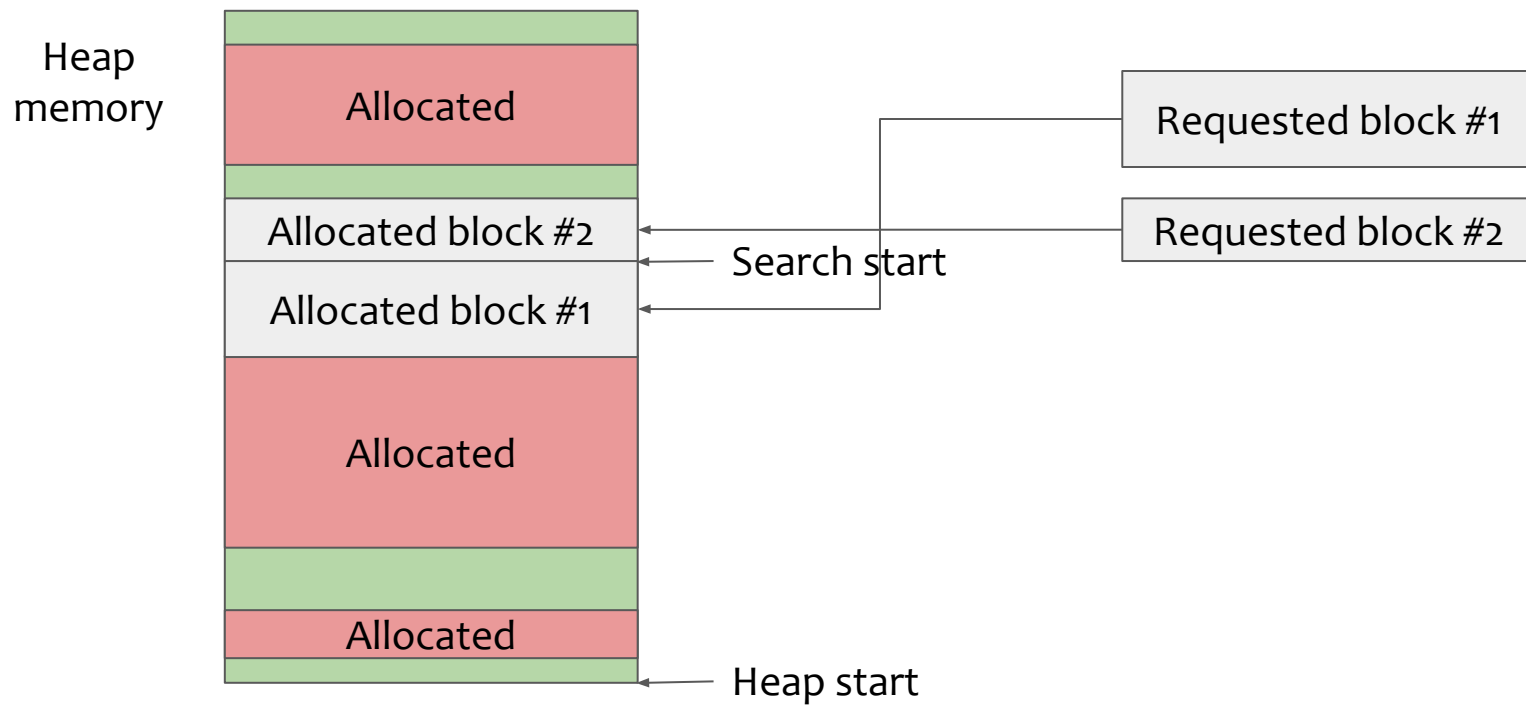 Heap
memory
Allocated
Requested block #1
Allocated block #2
Requested block #2
Search start
Allocated block #1
Allocated
Allocated
Heap start